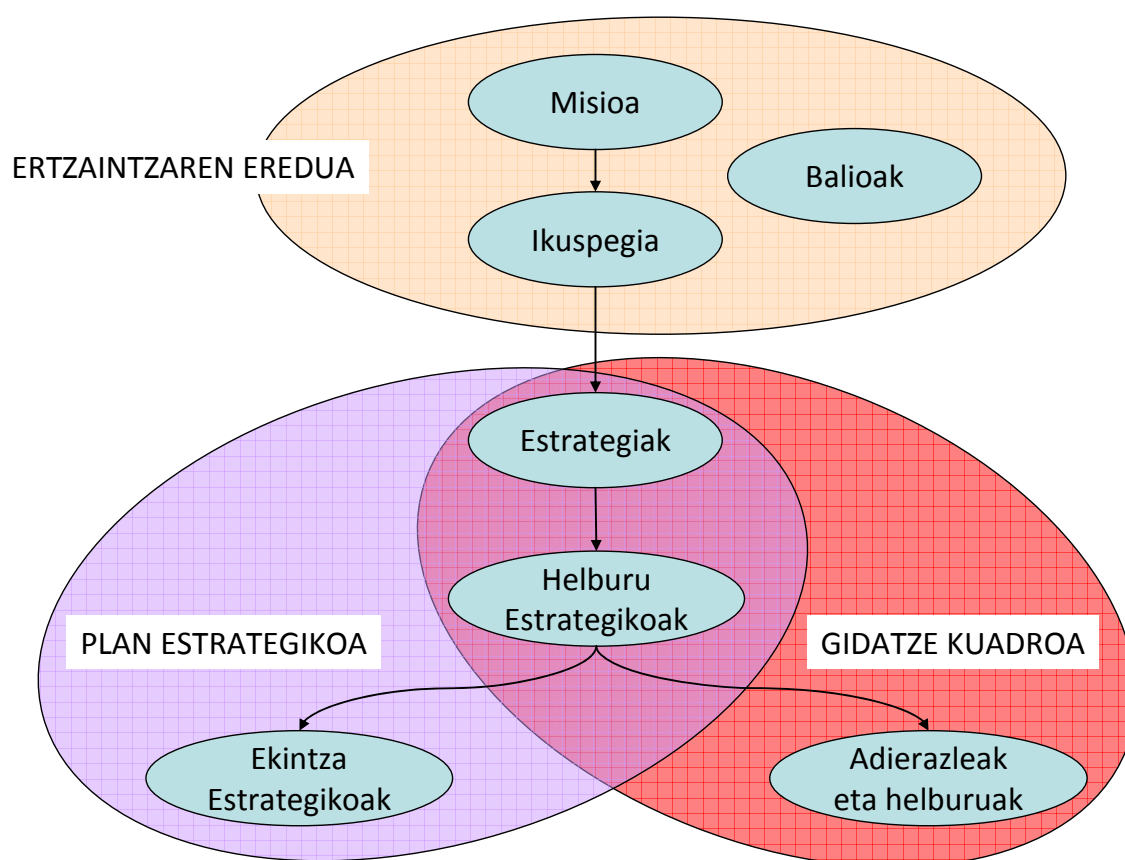 Misioa
ERTZAINTZAREN EREDUA
Balioak
Ikuspegia
Estrategiak
Helburu
Estrategikoak
PLAN ESTRATEGIKOA
GIDATZE KUADROA
Ekintza
Estrategikoak
Adierazleak
eta helburuak